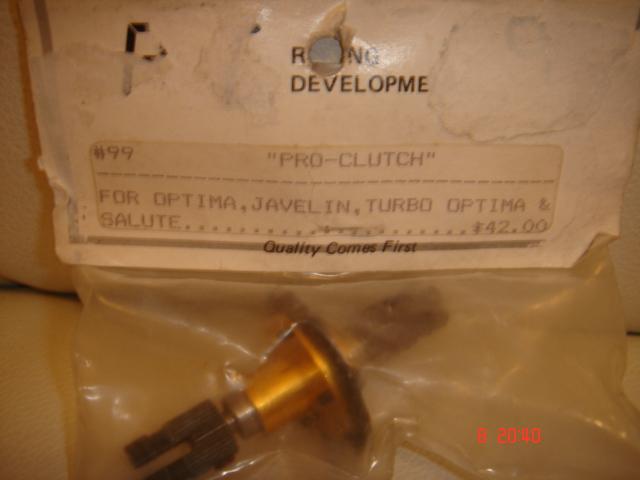 DEVELOPME
#99 "PRO-CLUTCH"
FOR OPTIMA, JAVELIN, TURBO OPTIMA &
SALUTE..........................$42.00
Quality Comes First
8 20:40